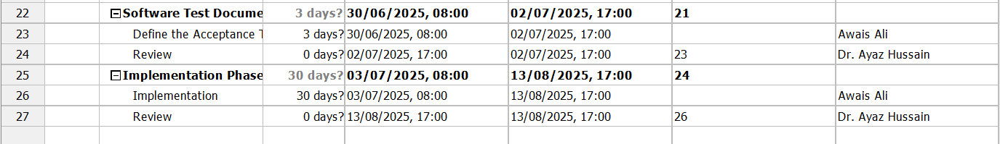 22 Software Test Docume 3 days? 30/06/2025, 08:00 02/07/2025, 17:00 21
23 Define the Acceptance T 3 days? 30/06/2025, 08:00 02/07/2025, 17:00 Awais Ali
24 Review 0 days? 02/07/2025, 17:00 02/07/2025, 17:00 23 Dr. Ayaz Hussain
25 Implementation Phase 30 days? 03/07/2025, 08:00 13/08/2025, 17:00 24
26 Implementation 30 days? 03/07/2025, 08:00 13/08/2025, 17:00 Awais Ali
27 Review 0 days? 13/08/2025, 17:00 13/08/2025, 17:00 26 Dr. Ayaz Hussain